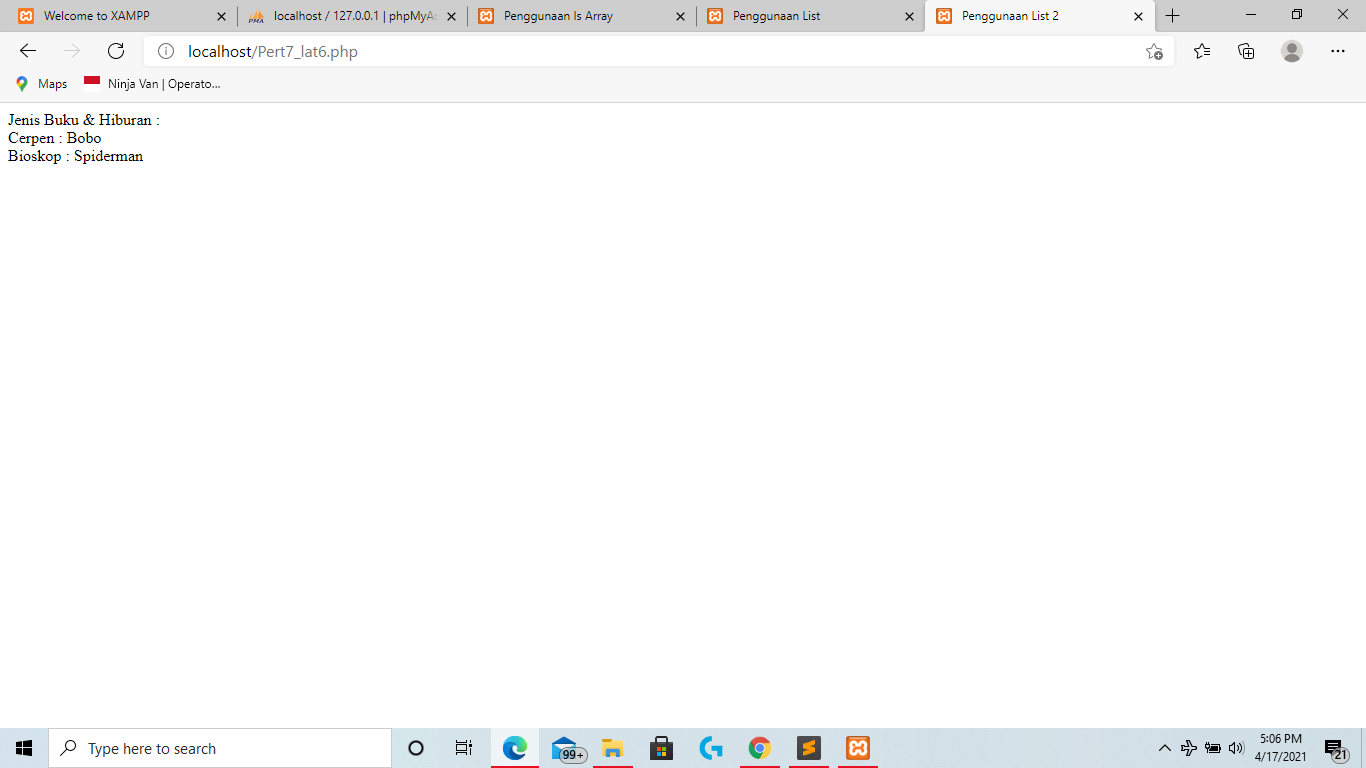 Welcome to XAMPP
localhost / 127.0.0.1 | phpMyAc
Penggunaan Is Array
Penggunaan List
Penggunaan List 2
localhost/Pert7_lat6.php
Maps
Ninja Van | Operato...
Jenis Buku & Hiburan :
Cerpen : Bobo
Bioskop : Spiderman
Type here to search
99+
5:06 PM
4/17/2021
21